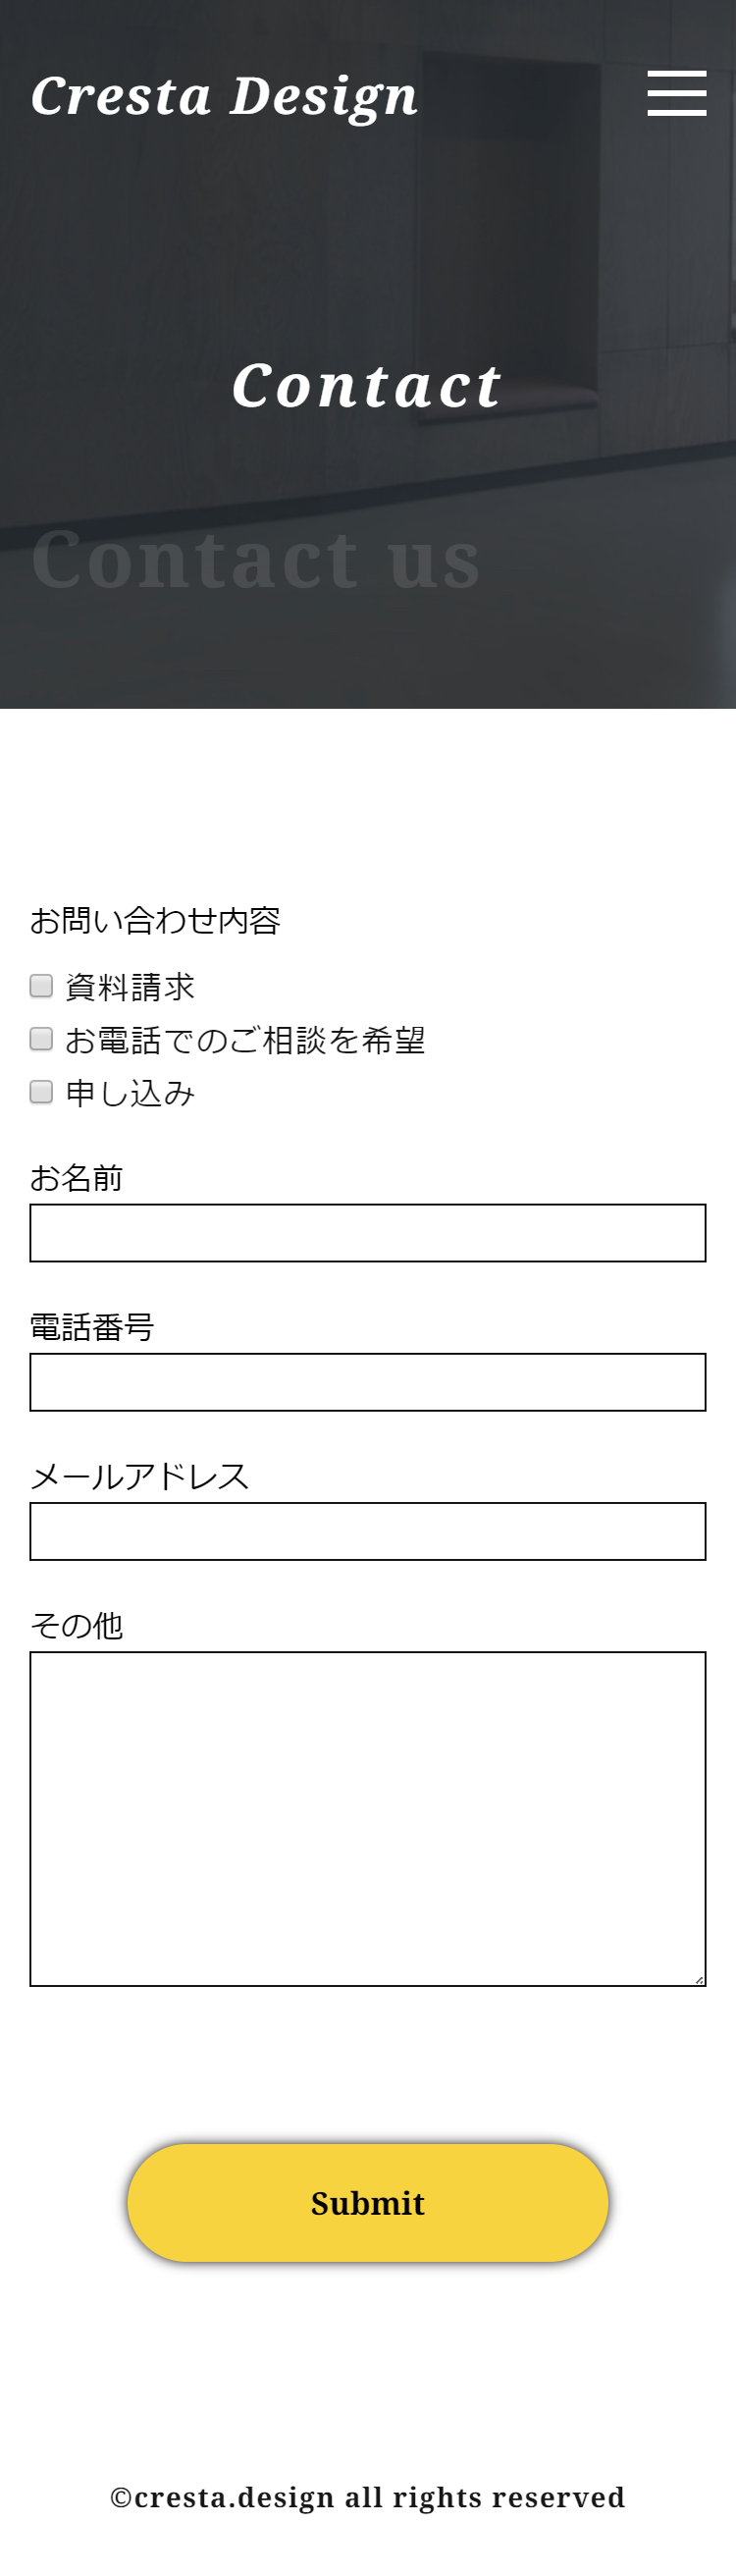 Cresta Design
Contact
Contact us
お問い合わせ内容
資料請求
お電話でのご相談を希望
申し込み
お名前
電話番号
メールアドレス
その他
Submit
©cresta.design all rights reserved